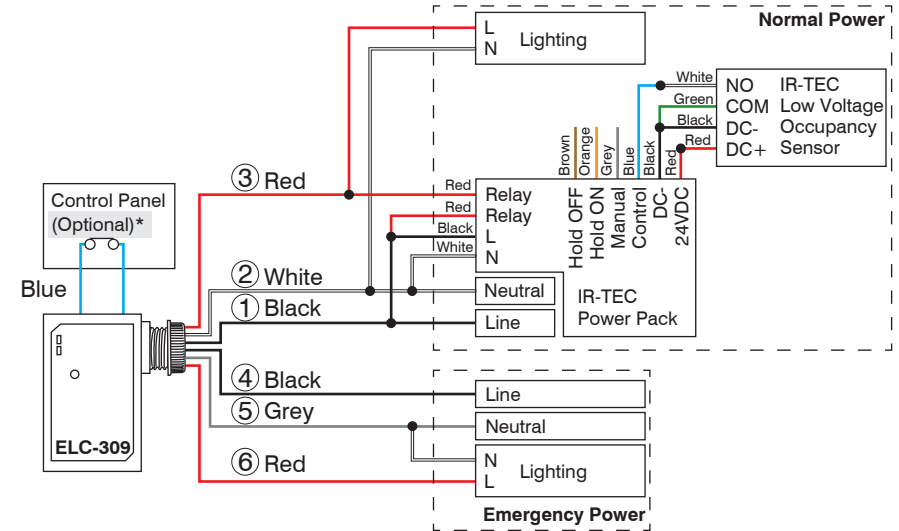 Normal Power
L
N
Lighting
White
Green
Black
Red
NO
COM
DC-
DC+
IR-TEC
Low Voltage
Occupancy
Sensor
Brown
Orange
Grey
Blue
Black
Red
③ Red
Red
Red
Black
White
Relay
Relay
L
N
Hold OFF
Hold ON
Manual
Control
DC-
24VDC
IR-TEC
Power Pack
Control Panel
(Optional)*
Blue
② White
Neutral
① Black
Line
④ Black
Line
⑤ Grey
Neutral
ELC-309
⑥ Red
N
L
Lighting
Emergency Power